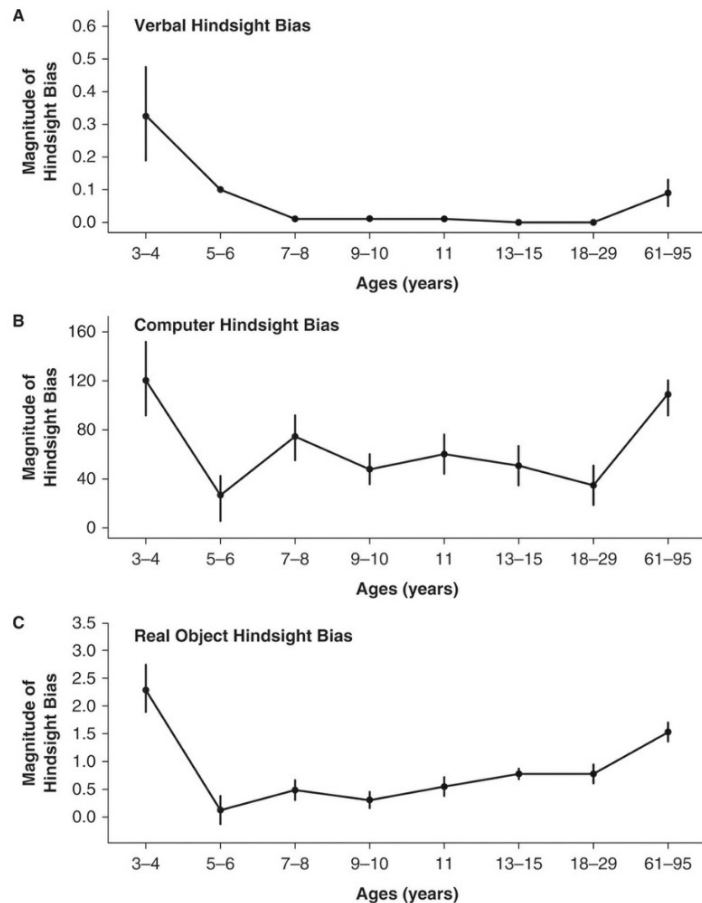 A
Verbal Hindsight Bias
Magnitude of
Hindsight Bias
0.6
0.5
0.4
0.3
0.2
0.1
0.0
3–4 5–6 7–8 9–10 11 13–15 18–29 61–95
Ages (years)
B
Computer Hindsight Bias
Magnitude of
Hindsight Bias
160
120
80
40
0
3–4 5–6 7–8 9–10 11 13–15 18–29 61–95
Ages (years)
C
Real Object Hindsight Bias
Magnitude of
Hindsight Bias
3.5
3.0
2.5
2.0
1.5
1.0
0.5
0.0
3–4 5–6 7–8 9–10 11 13–15 18–29 61–95
Ages (years)